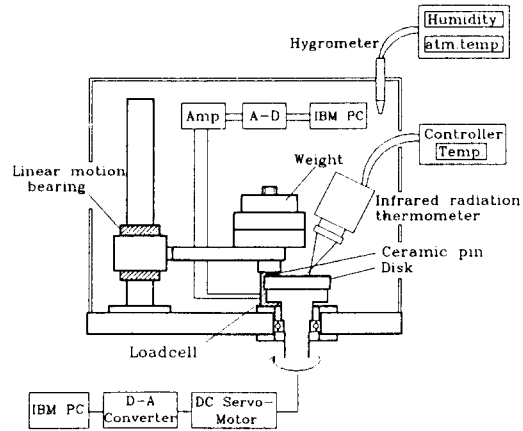 Humidity
atm.temp
Hygrometer
Amp
A-D
IBM PC
Controller
Temp.
Weight
Linear motion
bearing
Infrared radiation
thermometer
Ceramic pin
Disk
Loadcell
IBM PC
D-A
Converter
DC Servo-
Motor